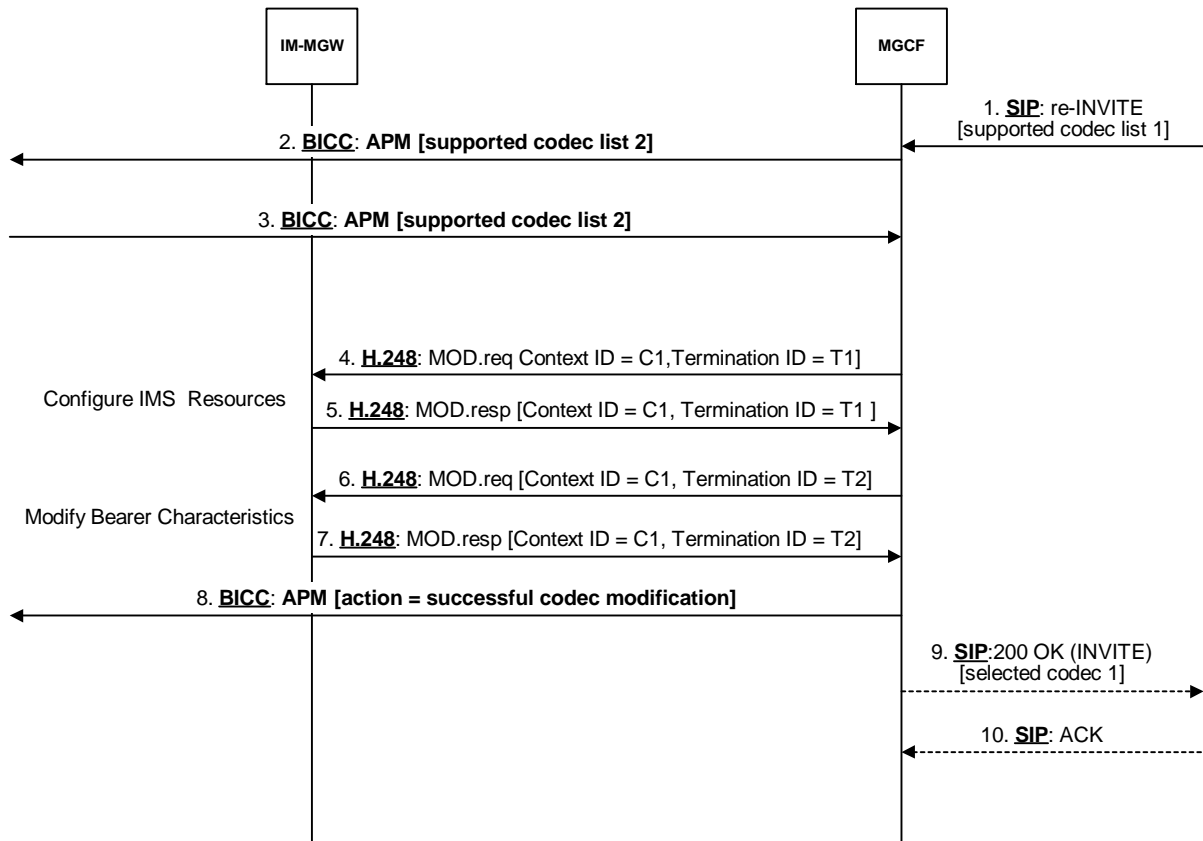 IM-MGW
MGCF
1. SIP: re-INVITE
[supported codec list 1]
2. BICC: APM [supported codec list 2]
3. BICC: APM [supported codec list 2]
4. H.248: MOD.req Context ID = C1,Termination ID = T1]
Configure IMS Resources
5. H.248: MOD.resp [Context ID = C1, Termination ID = T1 ]
6. H.248: MOD.req [Context ID = C1, Termination ID = T2]
Modify Bearer Characteristics
7. H.248: MOD.resp [Context ID = C1, Termination ID = T2]
8. BICC: APM [action = successful codec modification]
9. SIP:200 OK (INVITE)
[selected codec 1]
10. SIP: ACK